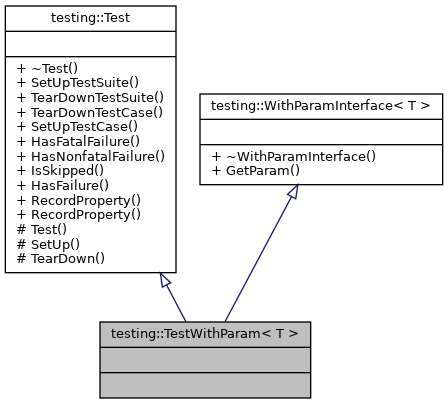 testing::Test
+ ~Test()
+ SetUpTestSuite()
+ TearDownTestSuite()
+ TearDownTestCase()
+ SetUpTestCase()
+ HasFatalFailure()
+ HasNonfatalFailure()
+ IsSkipped()
+ HasFailure()
+ RecordProperty()
+ RecordProperty()
# Test()
# SetUp()
# TearDown()
testing::WithParamInterface< T >
+ ~WithParamInterface()
+ GetParam()
testing::TestWithParam< T >